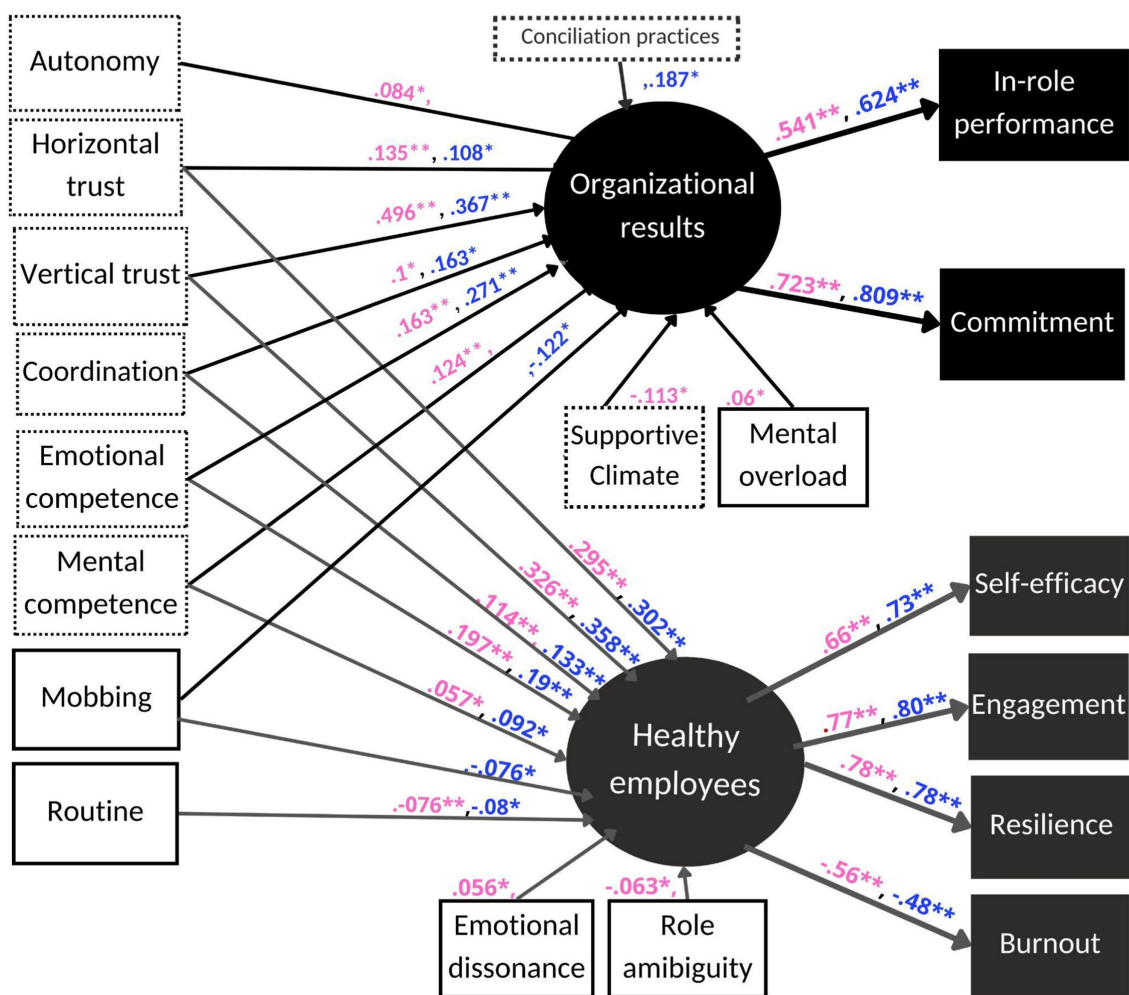 Conciliation practices
,.187*
Autonomy
.084*,
Horizontal
trust
.135**, .108*
Vertical trust
.496**, .367**
Coordination
.1*, .163*
Emotional
competence
.163**, .271**
Mental
competence
.124**,
Mobbing
,-.122*
Routine
Organizational
results
.541**, .624**
In-role
performance
.723**, .809**
Commitment
-.113*
Supportive
Climate
.06*
Mental
overload
.295**, .302**
.326**, .358**
.114**, .133**
.197**, .19**
.057*, .092*
.-.076*
.-076**,-.08*
Healthy
employees
.056*,
Emotional
dissonance
-.063*,
Role
amibiguity
.66**, .73**
Self-efficacy
.77**, .80**
Engagement
.78**, .78**
Resilience
-.56**, -.48**
Burnout